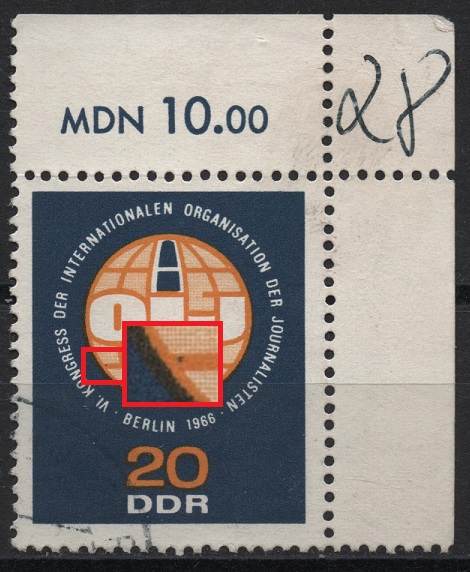 MDN 10.00
28
VI. KONGRESS DER INTERNATIONALEN ORGANISATION DER JOURNALISTEN
· BERLIN 1966 ·
20
DDR